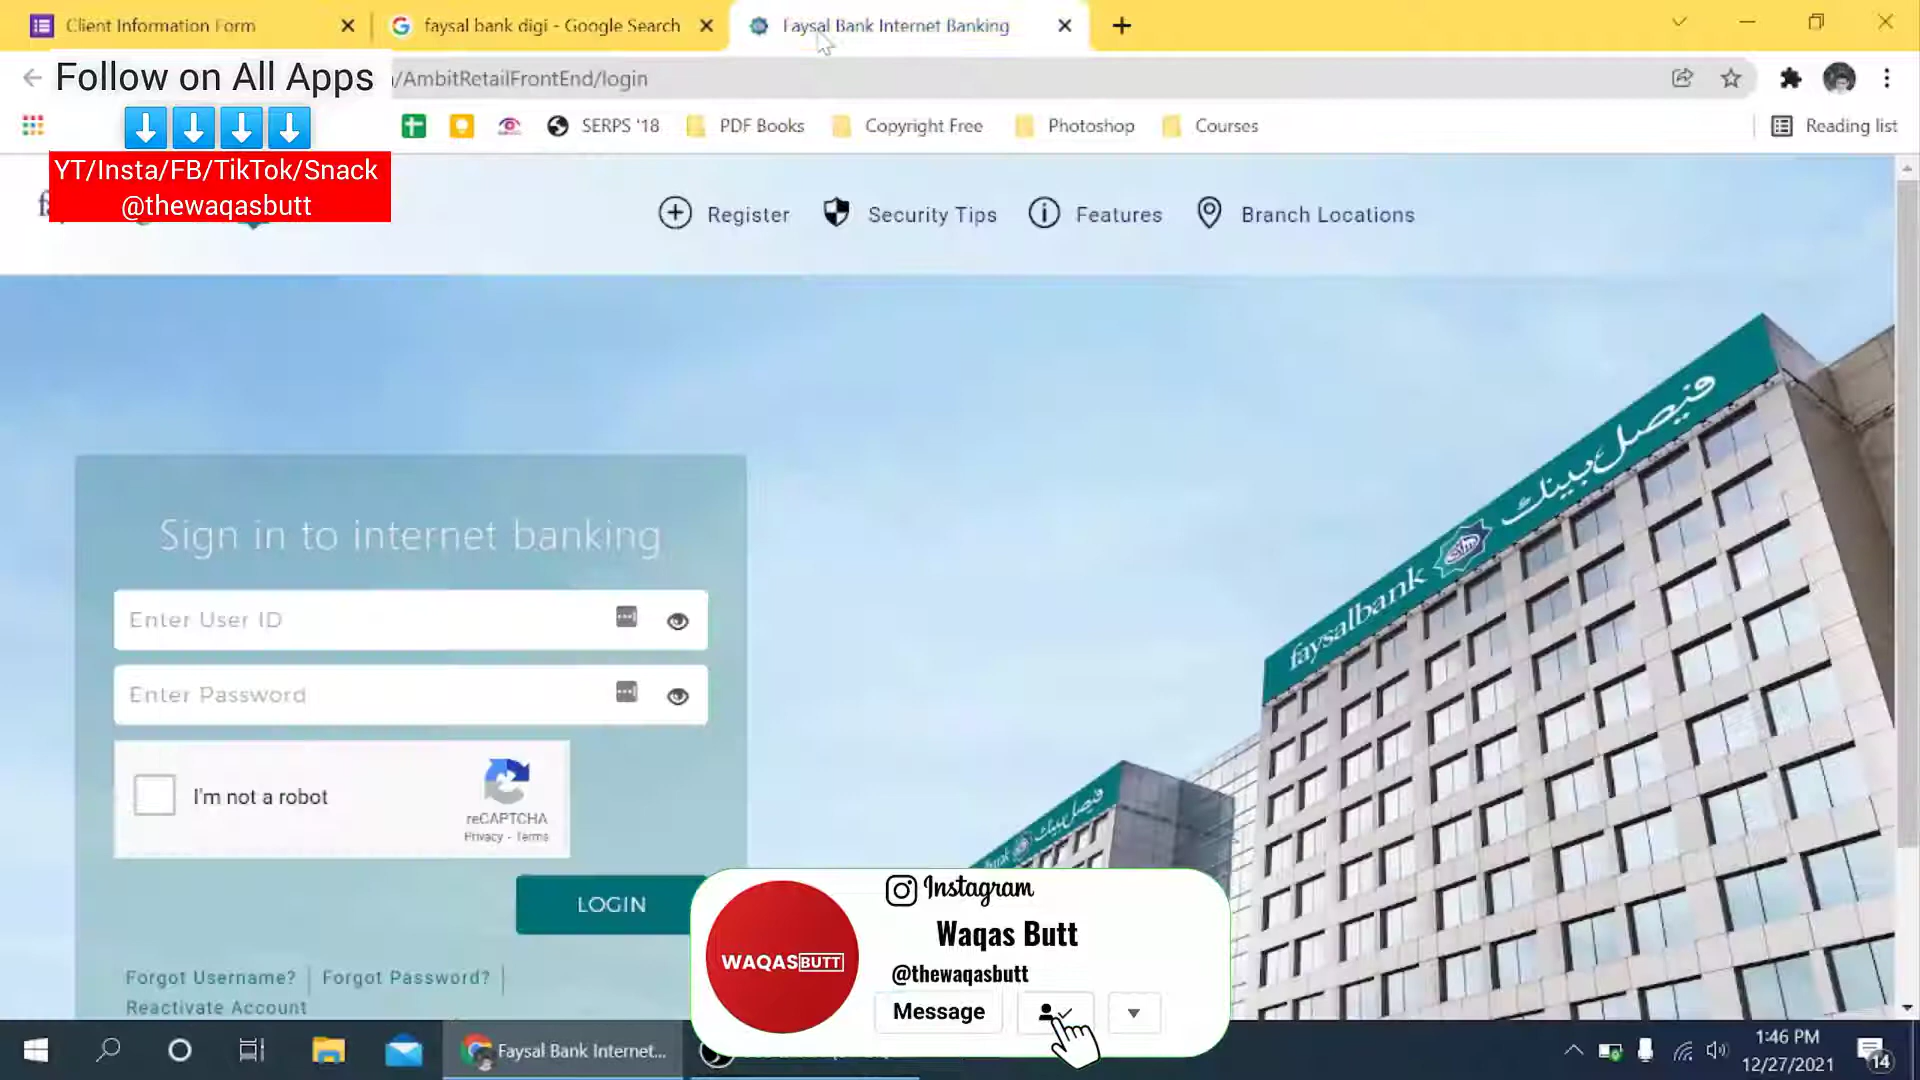 Client Information Form
faysal bank digi - Google Search
Faysal Bank Internet Banking
Follow on All Apps
/AmbitRetailFrontEnd/login
SERPS '18
PDF Books
Copyright Free
Photoshop
Courses
Reading list
YT/Insta/FB/TikTok/Snack
@thewaqasbutt
Register
Security Tips
Features
Branch Locations
فیصل بینک
faysalbank
فیصل بینک
Sign in to internet banking
Enter User ID
Enter Password
I'm not a robot
reCAPTCHA
Privacy - Terms
LOGIN
Forgot Username?
Forgot Password?
Reactivate Account
Instagram
Waqas Butt
WAQASBUTT
@thewaqasbutt
Message
Faysal Bank Internet...
1:46 PM
12/27/2021
14